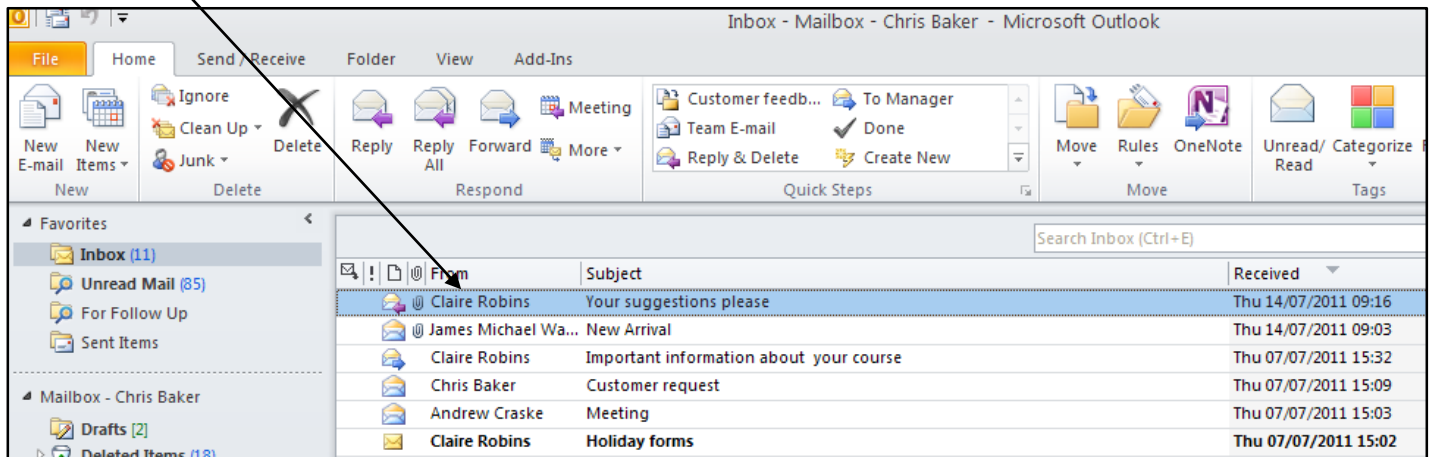 Inbox - Mailbox - Chris Baker - Microsoft Outlook
File Home Send / Receive Folder View Add-Ins
New E-mail
New Items
Ignore
Clean Up
Junk
Delete
Reply
Reply All
Forward
Meeting
More
Customer feedb... To Manager
Team E-mail Done
Reply & Delete Create New
Move
Rules
OneNote
Unread/ Read
Categorize
New Delete Respond Quick Steps Move Tags
Favorites
Inbox (11)
Unread Mail (85)
For Follow Up
Sent Items
Mailbox - Chris Baker
Drafts [2]
Deleted Items (18)
Search Inbox (Ctrl+E)
! From Subject Received
Claire Robins Your suggestions please Thu 14/07/2011 09:16
James Michael Wa... New Arrival Thu 14/07/2011 09:03
Claire Robins Important information about your course Thu 07/07/2011 15:32
Chris Baker Customer request Thu 07/07/2011 15:09
Andrew Craske Meeting Thu 07/07/2011 15:03
Claire Robins Holiday forms Thu 07/07/2011 15:02